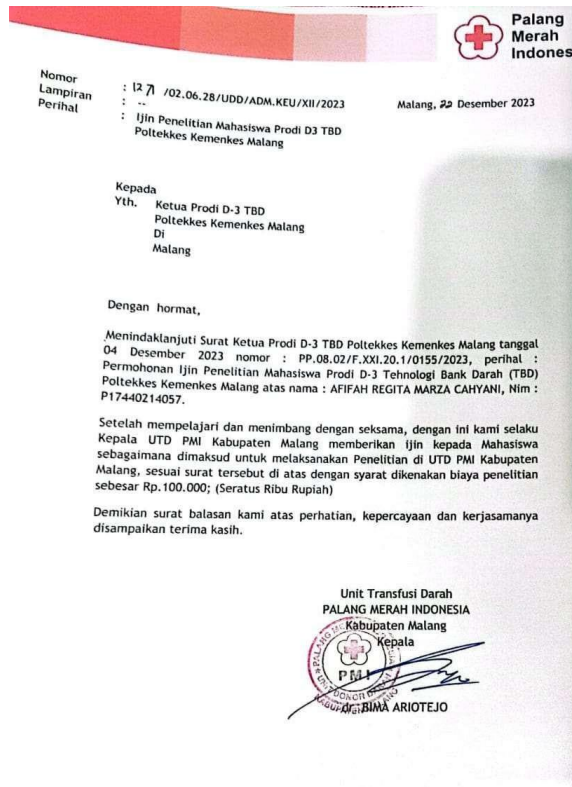 Palang
Merah
Indones
Nomor : 1271 /02.06.28/UDD/ADM.KEU/XII/2023
Malang, 20 Desember 2023
Lampiran : --
Perihal : Ijin Penelitian Mahasiswa Prodi D3 TBD
Poltekkes Kemenkes Malang
Kepada
Yth. Ketua Prodi D-3 TBD
Poltekkes Kemenkes Malang
Di
Malang
Dengan hormat,
Menindaklanjuti Surat Ketua Prodi D-3 TBD Poltekkes Kemenkes Malang tanggal
04 Desember 2023 nomor : PP.08.02/F.XXI.20.1/0155/2023, perihal :
Permohonan Ijin Penelitian Mahasiswa Prodi D-3 Tehnologi Bank Darah (TBD)
Poltekkes Kemenkes Malang atas nama : AFIFAH REGITA MARZA CAHYANI, Nim :
P17440214057.
Setelah mempelajari dan menimbang dengan seksama, dengan ini kami selaku
Kepala UTD PMI Kabupaten Malang memberikan ijin kepada Mahasiswa
sebagaimana dimaksud untuk melaksanakan Penelitian di UTD PMI Kabupaten
Malang, sesuai surat tersebut di atas dengan syarat dikenakan biaya penelitian
sebesar Rp.100.000; (Seratus Ribu Rupiah)
Demikian surat balasan kami atas perhatian, kepercayaan dan kerjasamanya
disampaikan terima kasih.
Unit Transfusi Darah
PALANG MERAH INDONESIA
Kabupaten Malang
Kepala
PMI
UNIT DONOR DARAH
dr. BIMA ARIOTEJO